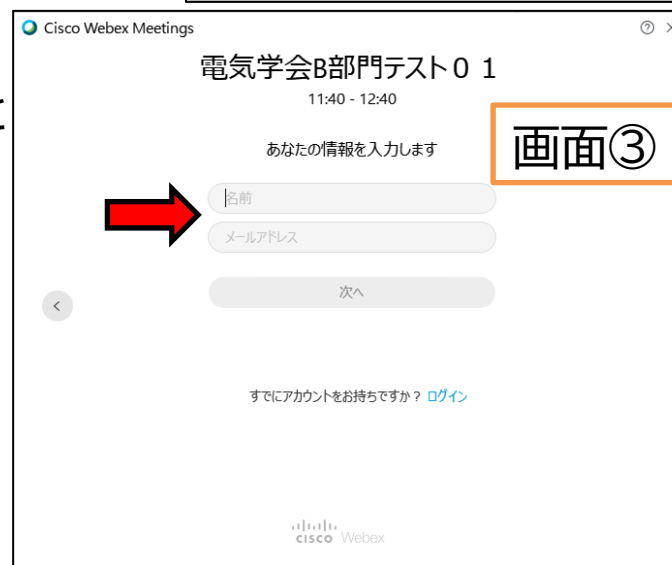 Cisco Webex Meetings
電気学会B部門テスト０１
11:40 - 12:40
画面③
あなたの情報を入力します
名前
メールアドレス
次へ
すでにアカウントをお持ちですか？ ログイン
cisco Webex